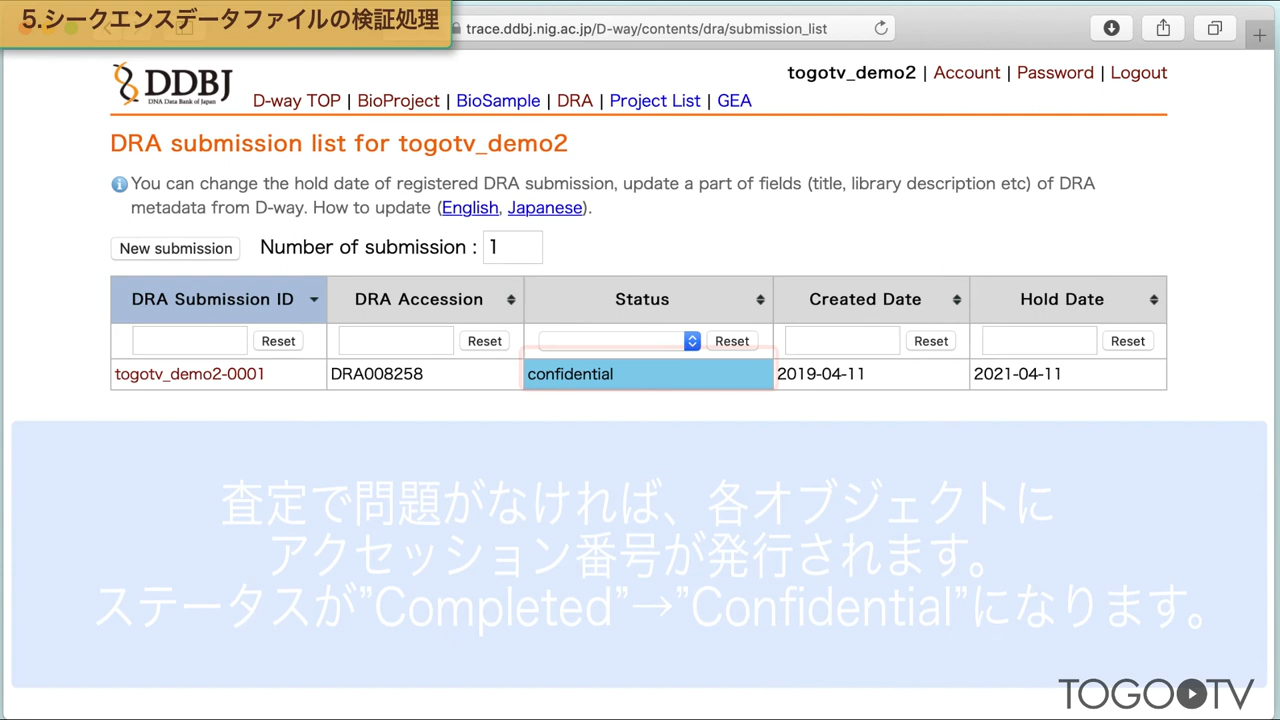 5.シークエンスデータファイルの検証処理
trace.ddbj.nig.ac.jp/D-way/contents/dra/submission_list
DDBJ
DNA Data Bank of Japan
togotv_demo2 | Account | Password | Logout
D-way TOP | BioProject | BioSample | DRA | Project List | GEA
DRA submission list for togotv_demo2
You can change the hold date of registered DRA submission, update a part of fields (title, library description etc) of DRA
metadata from D-way. How to update (English, Japanese).
New submission Number of submission : 1
DRA Submission ID DRA Accession Status Created Date Hold Date
Reset Reset Reset Reset Reset
togotv_demo2-0001 DRA008258 confidential 2019-04-11 2021-04-11
査定で問題がなければ、各オブジェクトに
アクセッション番号が発行されます。
ステータスが”Completed”→”Confidential”になります。
TOGOTV